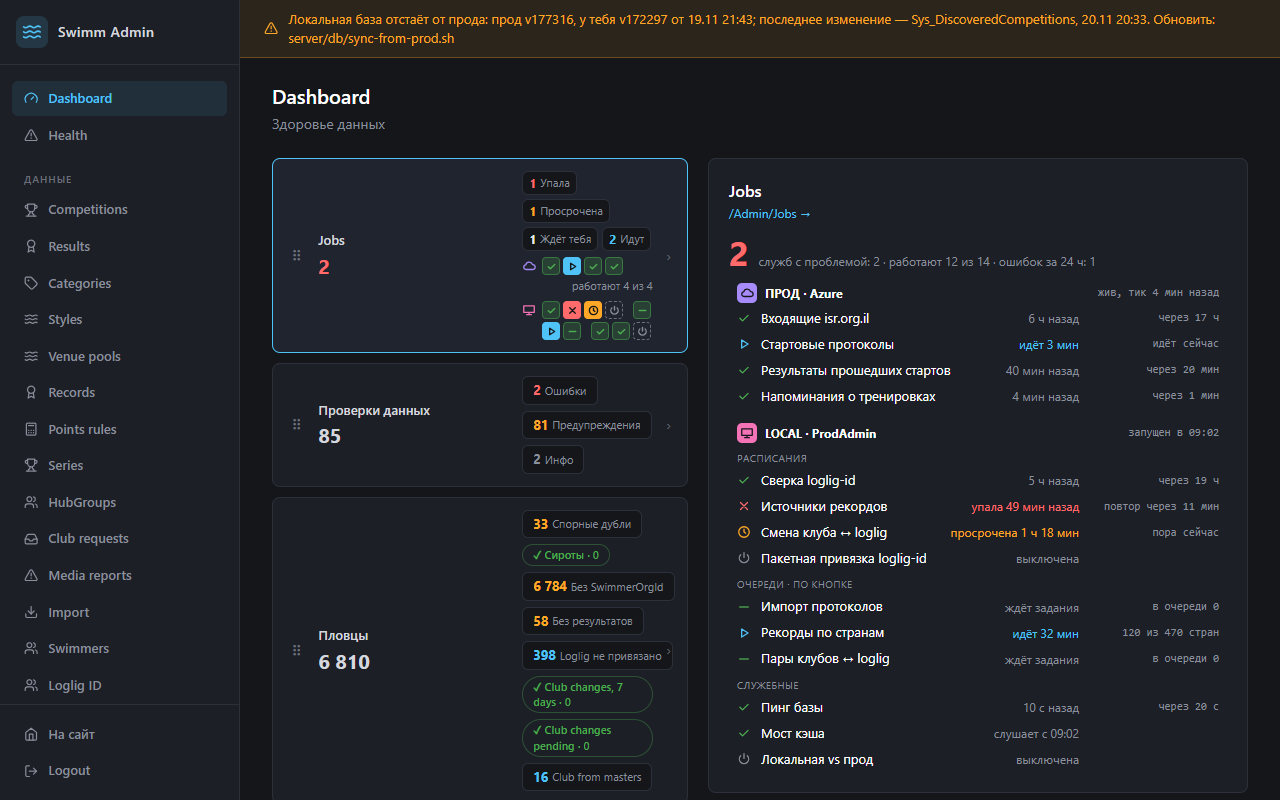 Swimm Admin
Локальная база отстаёт от прода: прод v177316, у тебя v172297 от 19.11 21:43; последнее изменение — Sys_DiscoveredCompetitions, 20.11 20:33. Обновить:
server/db/sync-from-prod.sh
Dashboard
Health
ДАННЫЕ
Competitions
Results
Categories
Styles
Venue pools
Records
Points rules
Series
HubGroups
Club requests
Media reports
Import
Swimmers
Loglig ID
На сайт
Logout
Dashboard
Здоровье данных
Jobs
2
1 Упала
1 Просрочена
1 Ждёт тебя
2 Идут
работают 4 из 4
Проверки данных
85
2 Ошибки
81 Предупреждения
2 Инфо
Пловцы
6 810
33 Спорные дубли
✓ Сироты · 0
6 784 Без SwimmerOrgId
58 Без результатов
398 Loglig не привязано
✓ Club changes, 7
days · 0
✓ Club changes
pending · 0
16 Club from masters
Jobs
/Admin/Jobs →
2 служб с проблемой: 2 · работают 12 из 14 · ошибок за 24 ч: 1
ПРОД · Azure жив, тик 4 мин назад
Входящие isr.org.il 6 ч назад через 17 ч
Стартовые протоколы идёт 3 мин идёт сейчас
Результаты прошедших стартов 40 мин назад через 20 мин
Напоминания о тренировках 4 мин назад через 1 мин
LOCAL · ProdAdmin запущен в 09:02
РАСПИСАНИЯ
Сверка loglig-id 5 ч назад через 19 ч
Источники рекордов упала 49 мин назад повтор через 11 мин
Смена клуба ↔ loglig просрочена 1 ч 18 мин пора сейчас
Пакетная привязка loglig-id выключена
ОЧЕРЕДИ · ПО КНОПКЕ
Импорт протоколов ждёт задания в очереди 0
Рекорды по странам идёт 32 мин 120 из 470 стран
Пары клубов ↔ loglig ждёт задания в очереди 0
СЛУЖЕБНЫЕ
Пинг базы 10 с назад через 20 с
Мост кэша слушает с 09:02
Локальная vs прод выключена